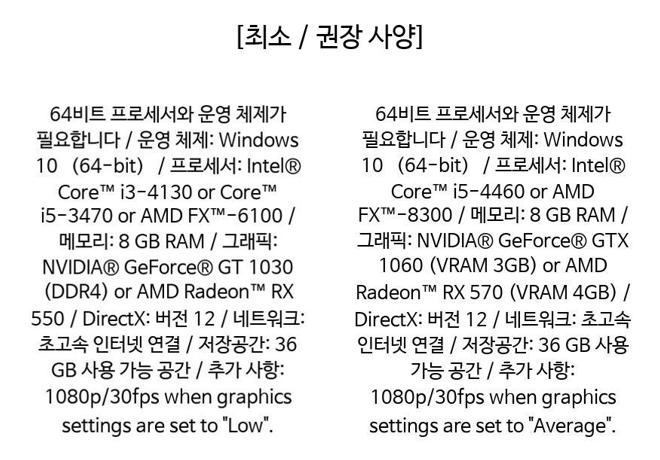 [최소 / 권장 사양]
64비트 프로세서와 운영 체제가
필요합니다 / 운영 체제: Windows
10 (64-bit) / 프로세서: Intel®
Core™ i3-4130 or Core™
i5-3470 or AMD FX™-6100 /
메모리: 8 GB RAM / 그래픽:
NVIDIA® GeForce® GT 1030
(DDR4) or AMD Radeon™ RX
550 / DirectX: 버전 12 / 네트워크:
초고속 인터넷 연결 / 저장공간: 36
GB 사용 가능 공간 / 추가 사항:
1080p/30fps when graphics
settings are set to "Low".
64비트 프로세서와 운영 체제가
필요합니다 / 운영 체제: Windows
10 (64-bit) / 프로세서: Intel®
Core™ i5-4460 or AMD
FX™-8300 / 메모리: 8 GB RAM /
그래픽: NVIDIA® GeForce® GTX
1060 (VRAM 3GB) or AMD
Radeon™ RX 570 (VRAM 4GB) /
DirectX: 버전 12 / 네트워크: 초고속
인터넷 연결 / 저장공간: 36 GB 사용
가능 공간 / 추가 사항:
1080p/30fps when graphics
settings are set to "Average".